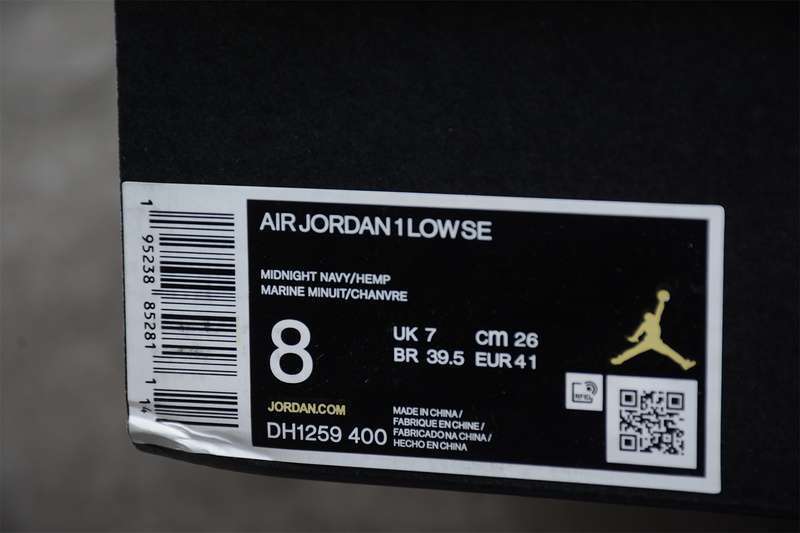 AIR JORDAN 1 LOW SE
MIDNIGHT NAVY/HEMP
MARINE MINUIT/CHANVRE
8
UK 7 cm 26
BR 39.5 EUR 41
JORDAN.COM
DH1259 400
MADE IN CHINA /
FABRIQUE EN CHINE /
FABRICADO NA CHINA /
HECHO EN CHINA
RFID
1 95238 85281 1 14